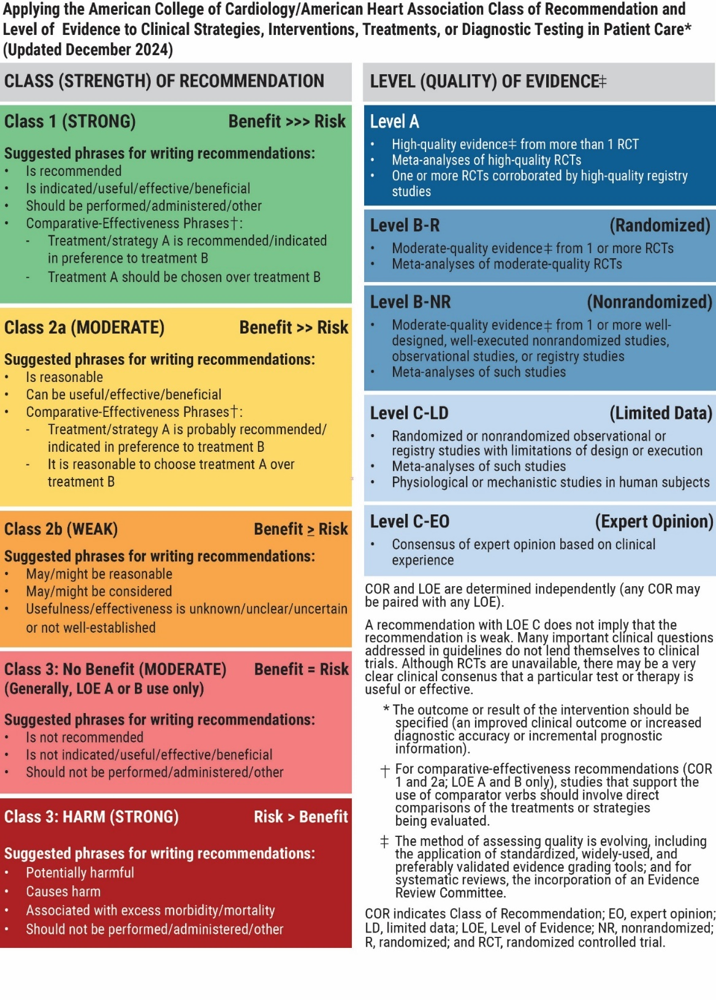 Applying the American College of Cardiology/American Heart Association Class of Recommendation and
Level of Evidence to Clinical Strategies, Interventions, Treatments, or Diagnostic Testing in Patient Care*
(Updated December 2024)
CLASS (STRENGTH) OF RECOMMENDATION
Class 1 (STRONG) Benefit >>> Risk
Suggested phrases for writing recommendations:
• Is recommended
• Is indicated/useful/effective/beneficial
• Should be performed/administered/other
• Comparative-Effectiveness Phrases†:
- Treatment/strategy A is recommended/indicated
in preference to treatment B
- Treatment A should be chosen over treatment B
Class 2a (MODERATE) Benefit >> Risk
Suggested phrases for writing recommendations:
• Is reasonable
• Can be useful/effective/beneficial
• Comparative-Effectiveness Phrases†:
- Treatment/strategy A is probably recommended/
indicated in preference to treatment B
- It is reasonable to choose treatment A over
treatment B
Class 2b (WEAK) Benefit ≥ Risk
Suggested phrases for writing recommendations:
• May/might be reasonable
• May/might be considered
• Usefulness/effectiveness is unknown/unclear/uncertain
or not well-established
Class 3: No Benefit (MODERATE) Benefit = Risk
(Generally, LOE A or B use only)
Suggested phrases for writing recommendations:
• Is not recommended
• Is not indicated/useful/effective/beneficial
• Should not be performed/administered/other
Class 3: HARM (STRONG) Risk > Benefit
Suggested phrases for writing recommendations:
• Potentially harmful
• Causes harm
• Associated with excess morbidity/mortality
• Should not be performed/administered/other
LEVEL (QUALITY) OF EVIDENCE‡
Level A
• High-quality evidence‡ from more than 1 RCT
• Meta-analyses of high-quality RCTs
• One or more RCTs corroborated by high-quality registry
studies
Level B-R (Randomized)
• Moderate-quality evidence‡ from 1 or more RCTs
• Meta-analyses of moderate-quality RCTs
Level B-NR (Nonrandomized)
• Moderate-quality evidence‡ from 1 or more well-
designed, well-executed nonrandomized studies,
observational studies, or registry studies
• Meta-analyses of such studies
Level C-LD (Limited Data)
• Randomized or nonrandomized observational or
registry studies with limitations of design or execution
• Meta-analyses of such studies
• Physiological or mechanistic studies in human subjects
Level C-EO (Expert Opinion)
• Consensus of expert opinion based on clinical
experience
COR and LOE are determined independently (any COR may
be paired with any LOE).
A recommendation with LOE C does not imply that the
recommendation is weak. Many important clinical questions
addressed in guidelines do not lend themselves to clinical
trials. Although RCTs are unavailable, there may be a very
clear clinical consenus that a particular test or therapy is
useful or effective.
* The outcome or result of the intervention should be
specified (an improved clinical outcome or increased
diagnostic accuracy or incremental prognostic
information).
† For comparative-effectiveness recommendations (COR
1 and 2a; LOE A and B only), studies that support the
use of comparator verbs should involve direct
comparisons of the treatments or strategies
being evaluated.
‡ The method of assessing quality is evolving, including
the application of standardized, widely-used, and
preferably validated evidence grading tools; and for
systematic reviews, the incorporation of an Evidence
Review Committee.
COR indicates Class of Recommendation; EO, expert opinion;
LD, limited data; LOE, Level of Evidence; NR, nonrandomized;
R, randomized; and RCT, randomized controlled trial.